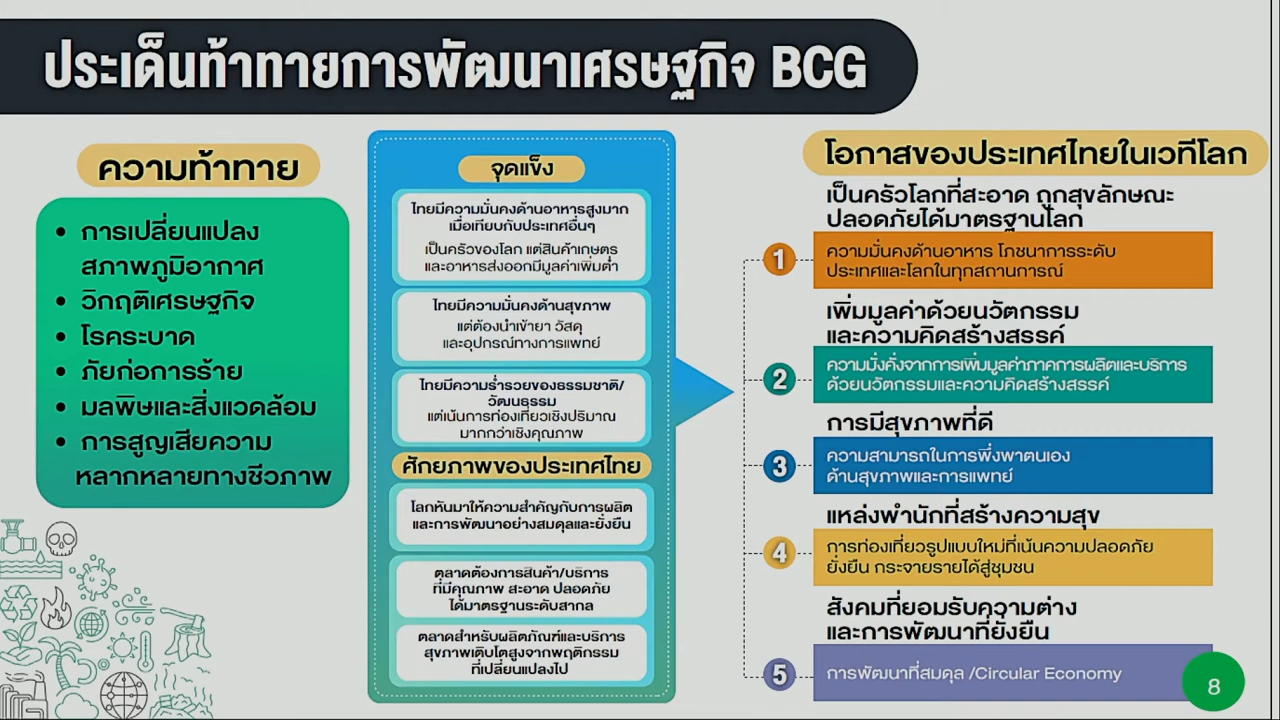 ประเด็นท้าทายการพัฒนาเศรษฐกิจ BCG
ความท้าทาย
• การเปลี่ยนแปลง
สภาพภูมิอากาศ
• วิกฤติเศรษฐกิจ
• โรคระบาด
• ภัยก่อการร้าย
• มลพิษและสิ่งแวดล้อม
• การสูญเสียความ
หลากหลายทางชีวภาพ
จุดแข็ง
ไทยมีความมั่นคงด้านอาหารสูงมาก
เมื่อเทียบกับประเทศอื่นๆ
เป็นครัวของโลก แต่สินค้าเกษตร
และอาหารส่งออกมีมูลค่าเพิ่มต่ำ
ไทยมีความมั่นคงด้านสุขภาพ
แต่ต้องนำเข้ายา วัสดุ
และอุปกรณ์ทางการแพทย์
ไทยมีความร่ำรวยของธรรมชาติ/
วัฒนธรรม
แต่เน้นการท่องเที่ยวเชิงปริมาณ
มากกว่าเชิงคุณภาพ
ศักยภาพของประเทศไทย
โลกหันมาให้ความสำคัญกับการผลิต
และการพัฒนาอย่างสมดุลและยั่งยืน
ตลาดต้องการสินค้า/บริการ
ที่มีคุณภาพ สะอาด ปลอดภัย
ได้มาตรฐานระดับสากล
ตลาดสำหรับผลิตภัณฑ์และบริการ
สุขภาพเติบโตสูงจากพฤติกรรม
ที่เปลี่ยนแปลงไป
โอกาสของประเทศไทยในเวทีโลก
เป็นครัวโลกที่สะอาด ถูกสุขลักษณะ
ปลอดภัยได้มาตรฐานโลก
1
ความมั่นคงด้านอาหาร โภชนาการระดับ
ประเทศและโลกในทุกสถานการณ์
เพิ่มมูลค่าด้วยนวัตกรรม
และความคิดสร้างสรรค์
2
ความมั่งคั่งจากการเพิ่มมูลค่าภาคการผลิตและบริการ
ด้วยนวัตกรรมและความคิดสร้างสรรค์
การมีสุขภาพที่ดี
3
ความสามารถในการพึ่งพาตนเอง
ด้านสุขภาพและการแพทย์
แหล่งพำนักที่สร้างความสุข
4
การท่องเที่ยวรูปแบบใหม่ที่เน้นความปลอดภัย
ยั่งยืน กระจายรายได้สู่ชุมชน
สังคมที่ยอมรับความต่าง
และการพัฒนาที่ยั่งยืน
5
การพัฒนาที่สมดุล /Circular Economy
8